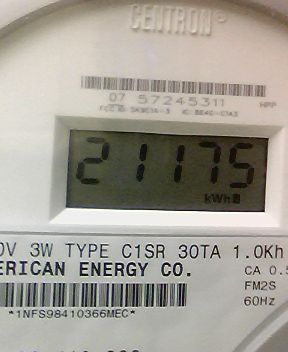 CENTRON
07 57245311
HPP
21175
kWh
0V 3W TYPE C1SR 30TA 1.0Kh
ERICAN ENERGY CO.
CA 0.5
FM2S
60Hz
*1NFS98410366MEC*